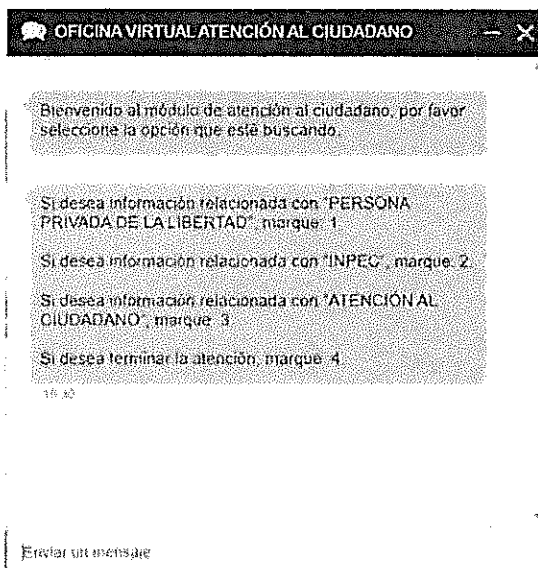 OFICINA VIRTUAL ATENCIÓN AL CIUDADANO
Bienvenido al módulo de atención al ciudadano, por favor
seleccione la opción que esté buscando.
Si desea información relacionada con "PERSONA
PRIVADA DE LA LIBERTAD", marque: 1
Si desea información relacionada con "INPEC", marque: 2
Si desea información relacionada con "ATENCIÓN AL
CIUDADANO", marque: 3
Si desea terminar la atención, marque: 4
Enviar un mensaje